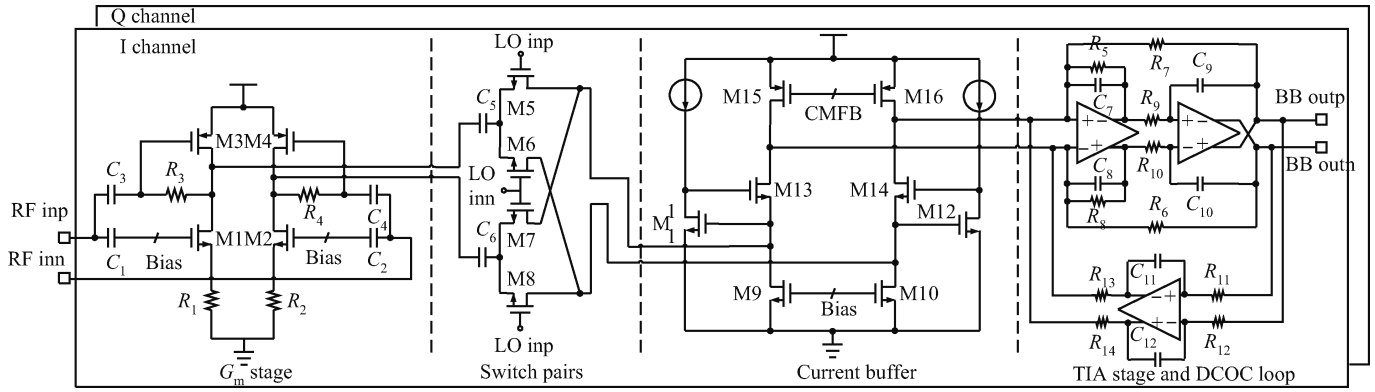 Q channel
I channel
LO inp
C5
M5
M6
LO
inn
C6
M7
M8
LO inp
M3M4
C3
R3
R4
C4
RF inp
RF inn
C1
Bias
M1M2
Bias
C2
R1
R2
Gm stage
Switch pairs
M15
CMFB
M16
M13
M14
M11
M12
M9
Bias
M10
Current buffer
R5
R7
C7
C9
R9
+ −
− +
+ −
− +
R10
C8
R8
C10
R6
BB outp
BB outn
R13
C11
R11
− +
+ −
R14
C12
R12
TIA stage and DCOC loop